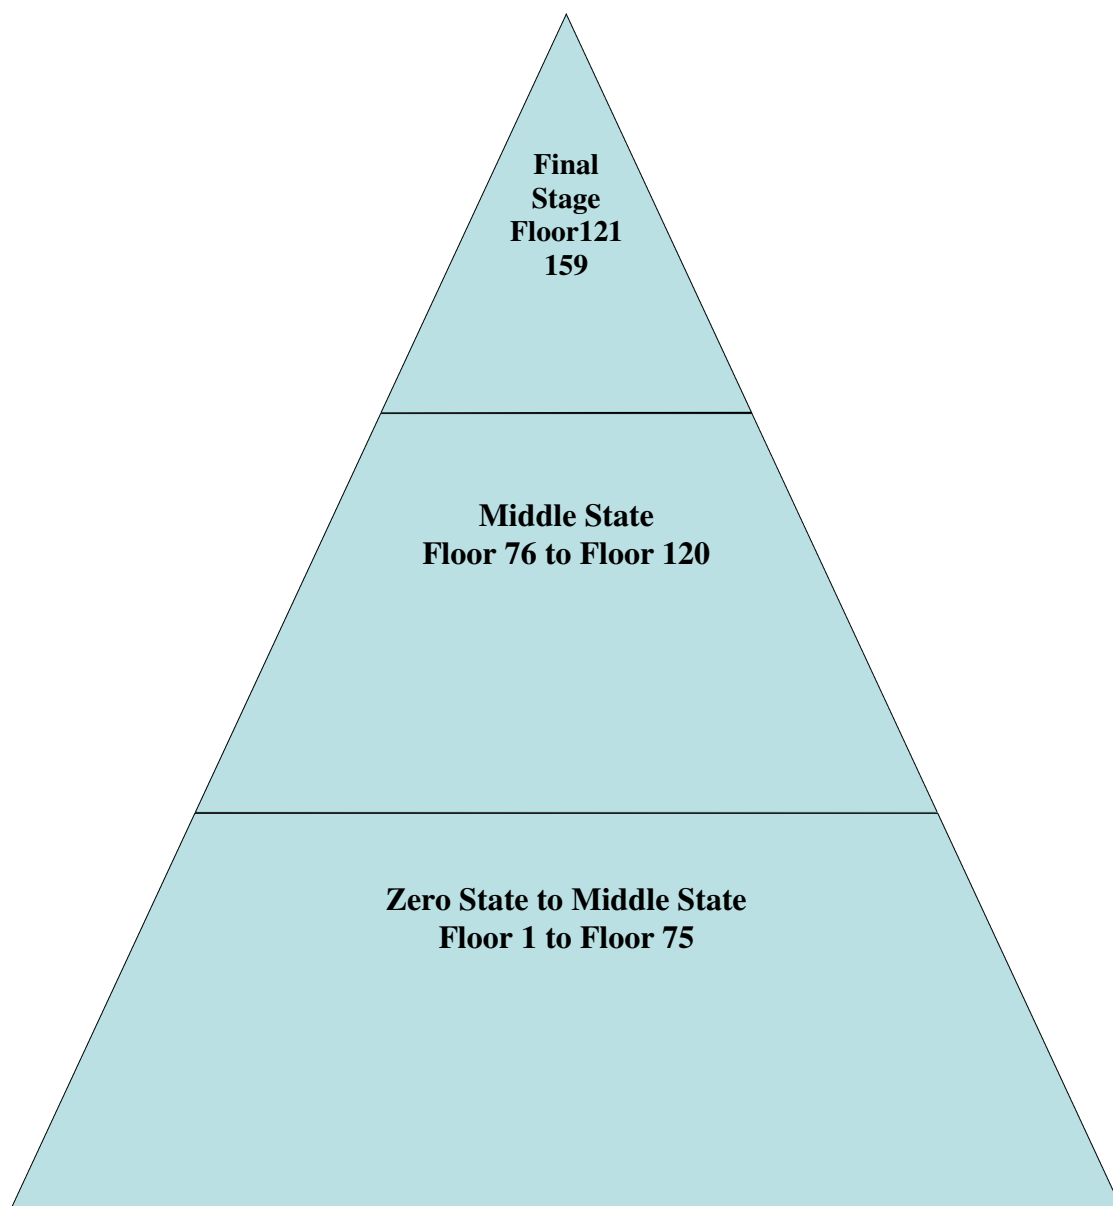 Final
Stage
Floor121
159
Middle State
Floor 76 to Floor 120
Zero State to Middle State
Floor 1 to Floor 75